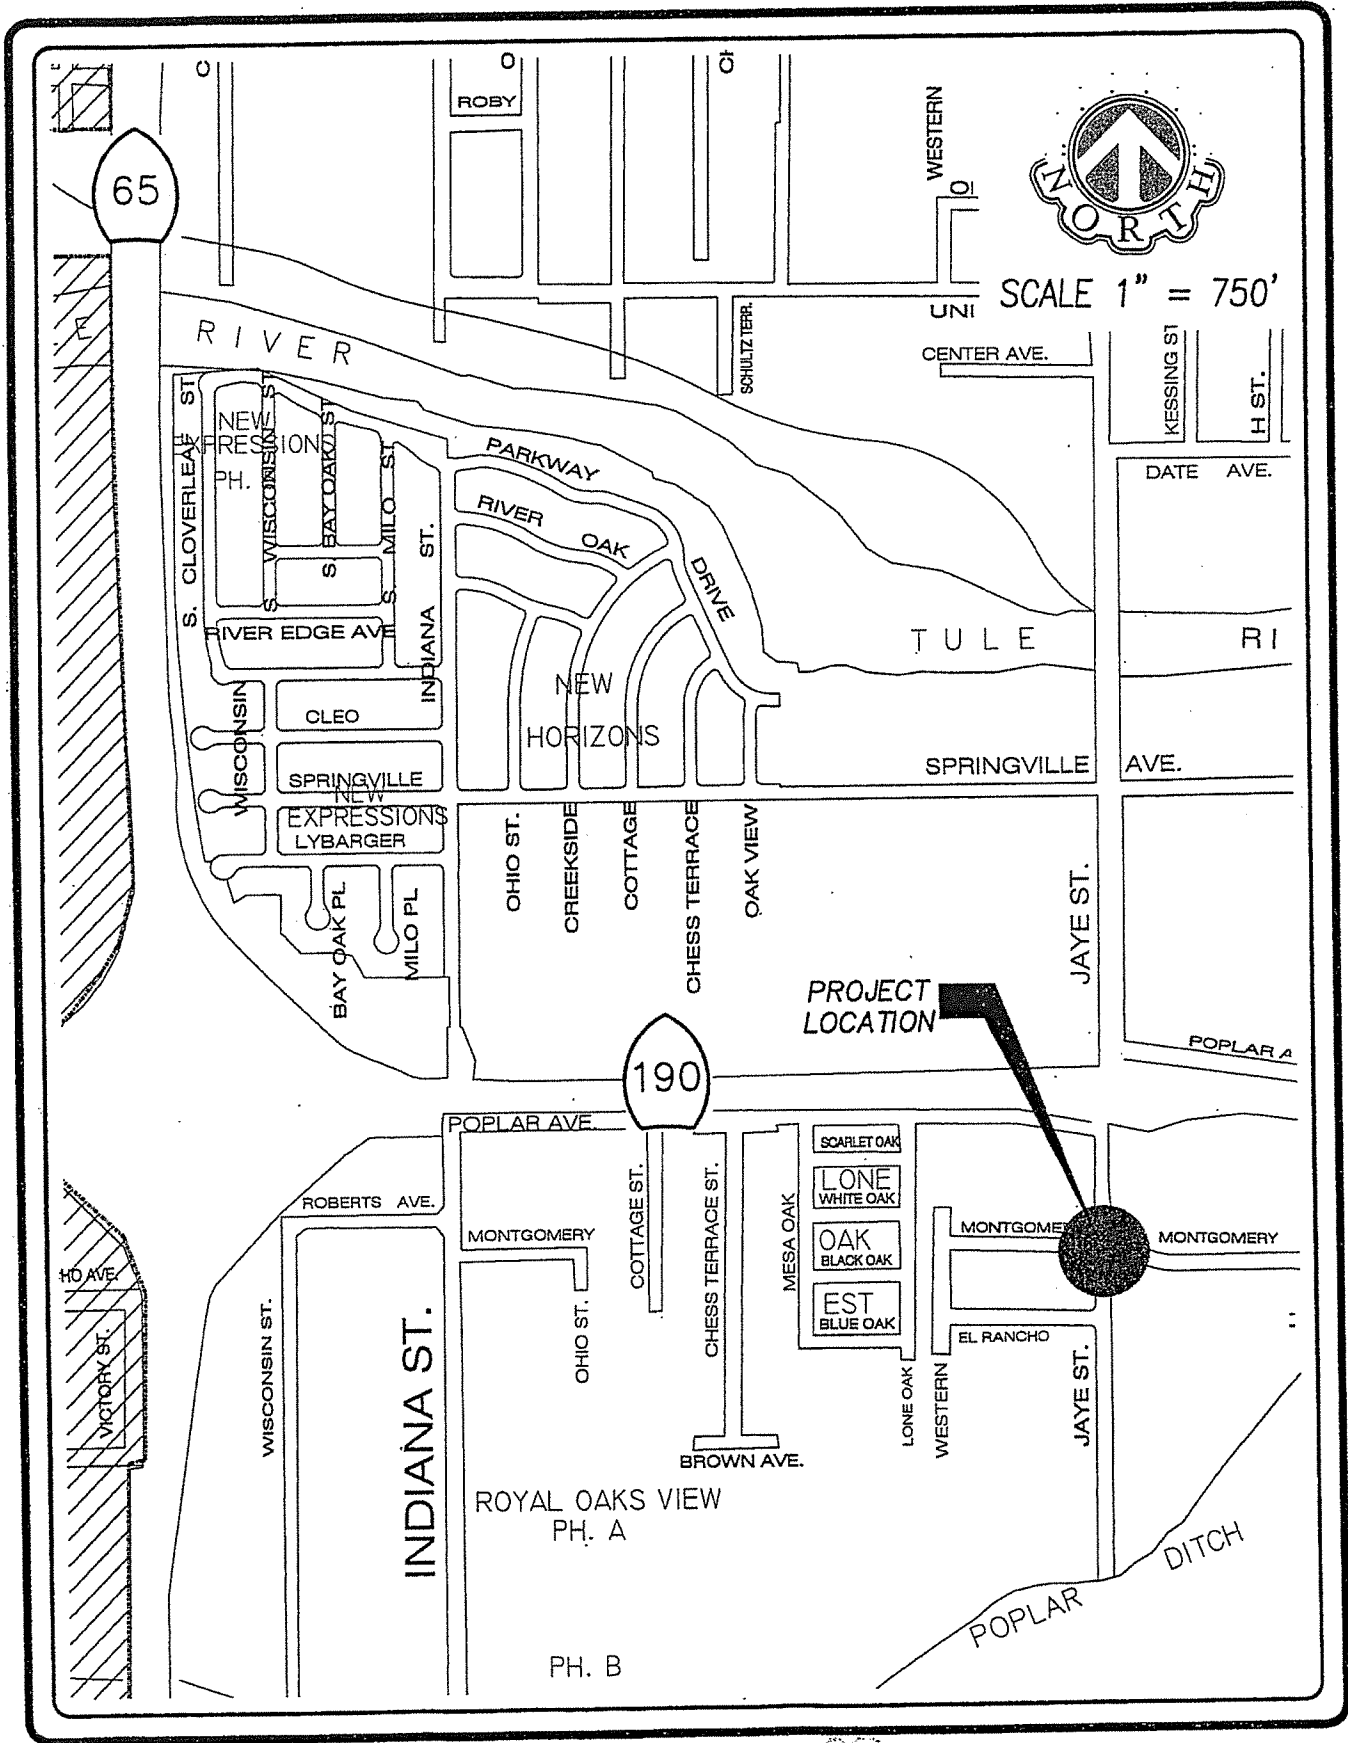 C
O
CH
ROBY
WESTERN
65
NORTH
SCALE 1" = 750'
E RIVER
UNI
SCHULTZ TERR.
CENTER AVE.
KESSING ST
H ST.
DATE AVE.
S. CLOVERLEAF ST
NEW
EXPRESSIONS
PH.
S. WISCONSIN ST
S. BAY OAK ST
S. MILO ST
INDIANA ST.
PARKWAY
DRIVE
RIVER OAK
RIVER EDGE AVE
TULE RI
NEW
HORIZONS
WISCONSIN
CLEO
SPRINGVILLE
NEW
EXPRESSIONS
LYBARGER
SPRINGVILLE AVE.
OHIO ST.
CREEKSIDE
COTTAGE
CHESS TERRACE
OAK VIEW
BAY OAK PL
MILO PL
JAYE ST.
PROJECT
LOCATION
POPLAR A
190
POPLAR AVE.
SCARLET OAK
LONE
WHITE OAK
OAK
BLACK OAK
EST
BLUE OAK
ROBERTS AVE.
MONTGOMERY
COTTAGE ST.
CHESS TERRACE ST.
MESA OAK
MONTGOME
MONTGOMERY
HO AVE.
VICTORY ST.
WISCONSIN ST.
INDIANA ST.
OHIO ST.
EL RANCHO
LONE OAK
WESTERN
JAYE ST.
BROWN AVE.
ROYAL OAKS VIEW
PH. A
POPLAR DITCH
PH. B